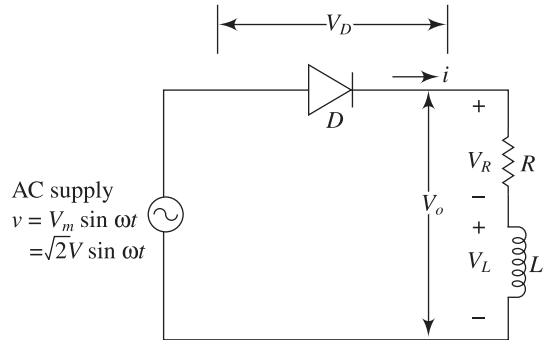 V_D
i
D
+
V_R
R
−
AC supply
v = V_m sin ωt
=√2V sin ωt
V_o
+
V_L
L
−